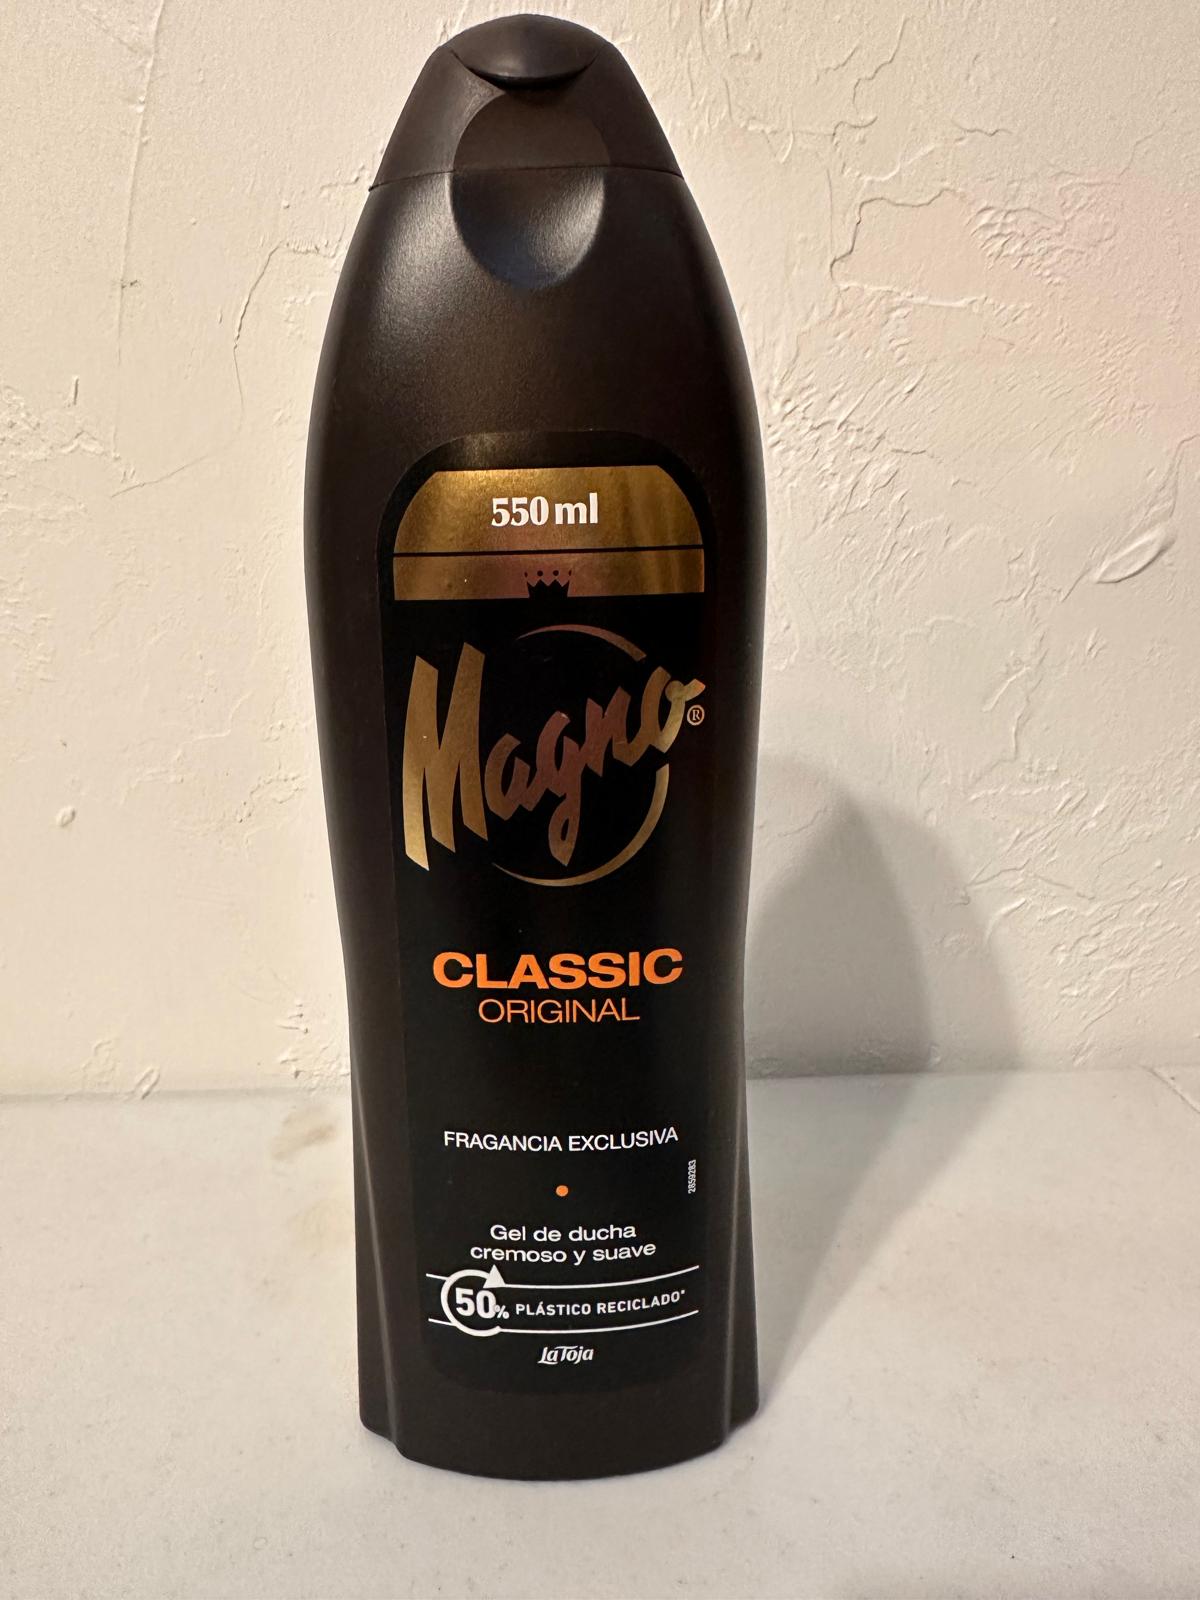 550 ml
Magno®
CLASSIC
ORIGINAL
FRAGANCIA EXCLUSIVA
2859283
Gel de ducha
cremoso y suave
50% PLÁSTICO RECICLADO*
La Toja